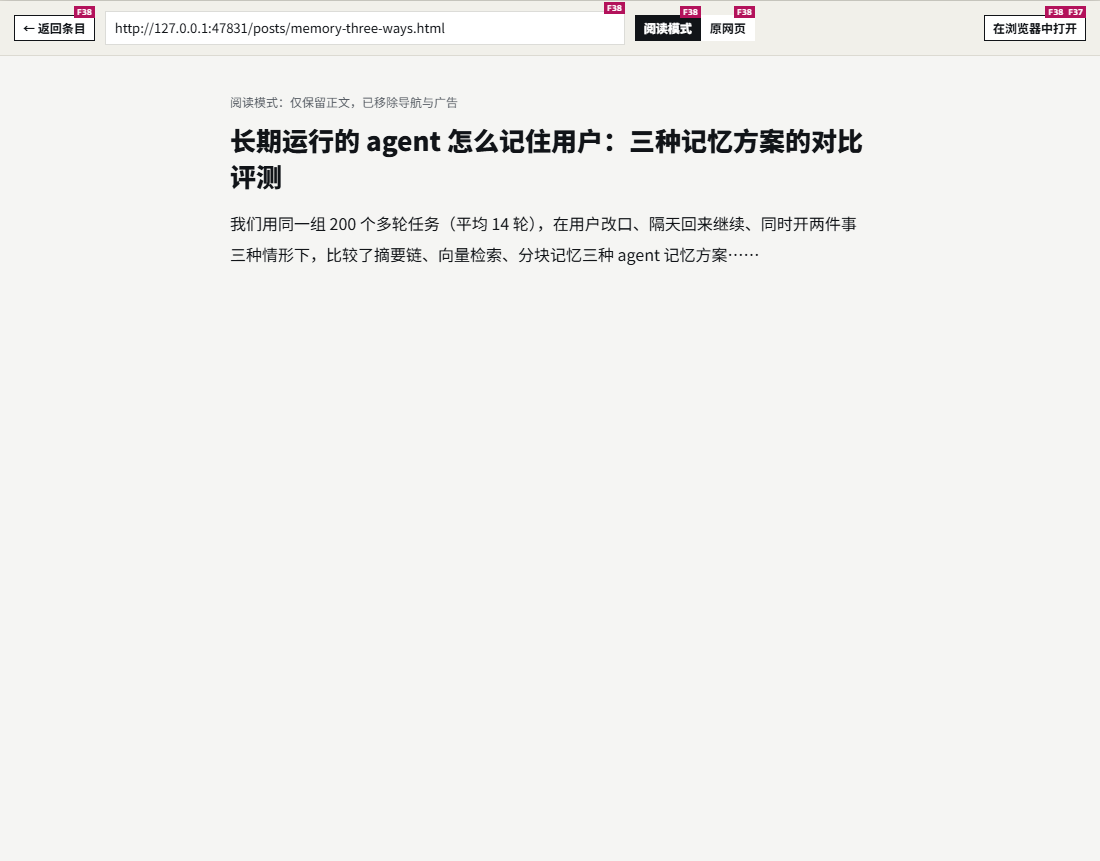 F38 F38 F38 F38 F38 F37
← 返回条目 http://127.0.0.1:47831/posts/memory-three-ways.html 阅读模式 原网页 在浏览器中打开
阅读模式：仅保留正文，已移除导航与广告
长期运行的 agent 怎么记住用户：三种记忆方案的对比
评测
我们用同一组 200 个多轮任务（平均 14 轮），在用户改口、隔天回来继续、同时开两件事
三种情形下，比较了摘要链、向量检索、分块记忆三种 agent 记忆方案……